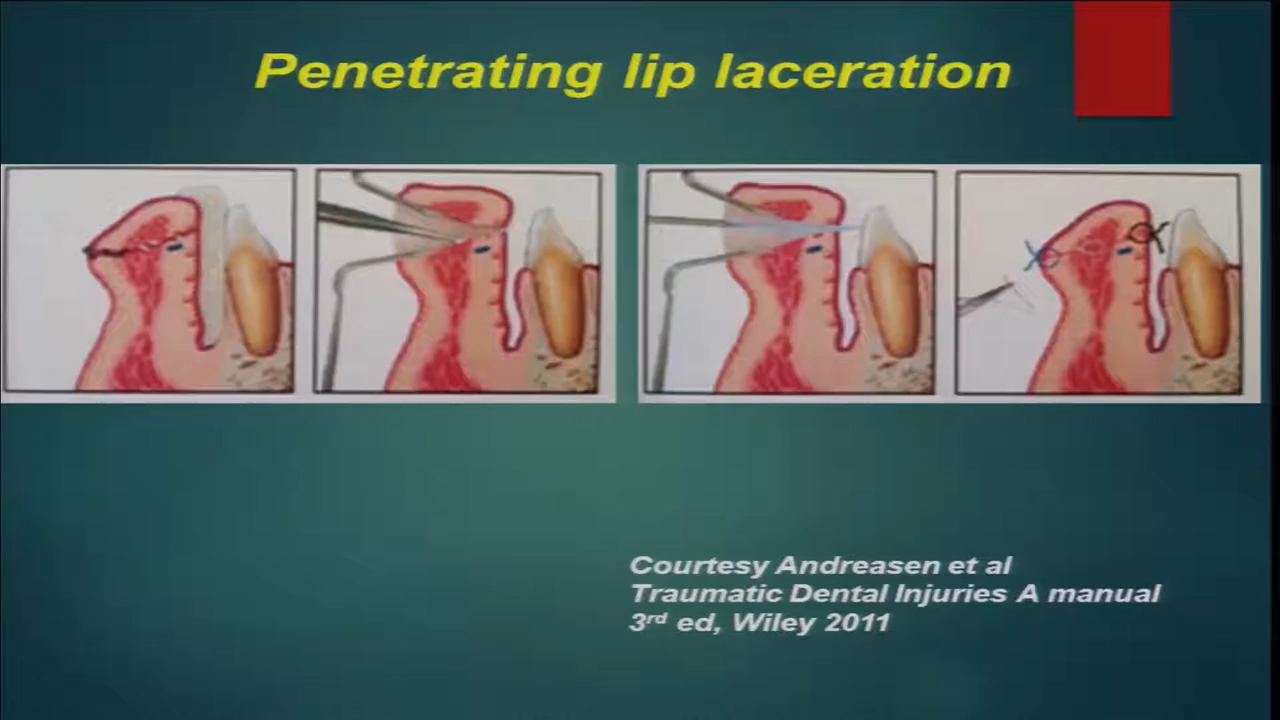 Penetrating lip laceration
Courtesy Andreasen et al
Traumatic Dental Injuries A manual
3rd ed, Wiley 2011